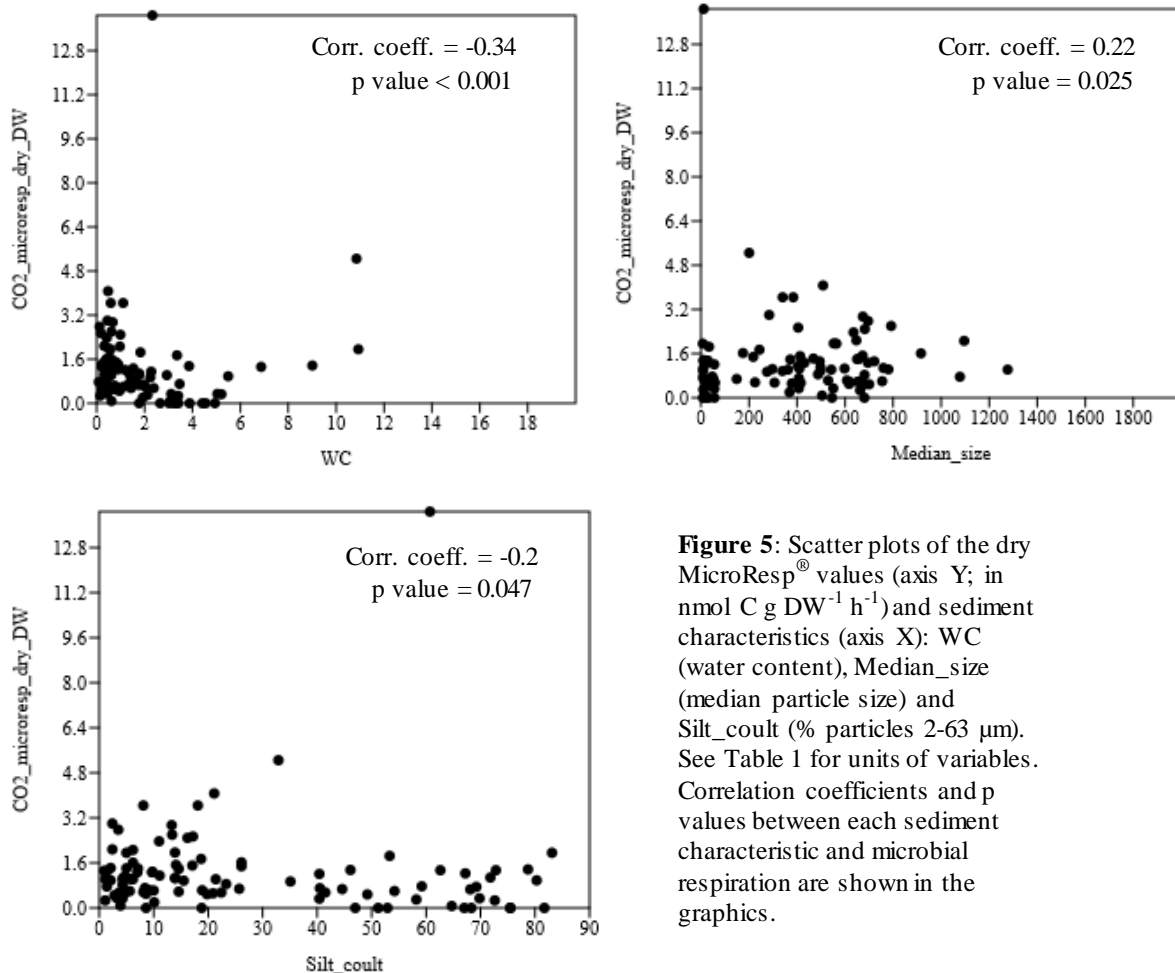 Corr. coeff. = -0.34
p value < 0.001
CO2_microresp_dry_DW
12.8
11.2
9.6
8.0
6.4
4.8
3.2
1.6
0.0
0 2 4 6 8 10 12 14 16 18
WC
Corr. coeff. = 0.22
p value = 0.025
CO2_microresp_dry_DW
12.8
11.2
9.6
8.0
6.4
4.8
3.2
1.6
0.0
0 200 400 600 800 1000 1200 1400 1600 1800
Median_size
Corr. coeff. = -0.2
p value = 0.047
CO2_microresp_dry_DW
12.8
11.2
9.6
8.0
6.4
4.8
3.2
1.6
0.0
0 10 20 30 40 50 60 70 80 90
Silt_coult
Figure 5: Scatter plots of the dry
MicroResp® values (axis Y; in
nmol C g DW⁻¹ h⁻¹) and sediment
characteristics (axis X): WC
(water content), Median_size
(median particle size) and
Silt_coult (% particles 2-63 µm).
See Table 1 for units of variables.
Correlation coefficients and p
values between each sediment
characteristic and microbial
respiration are shown in the
graphics.